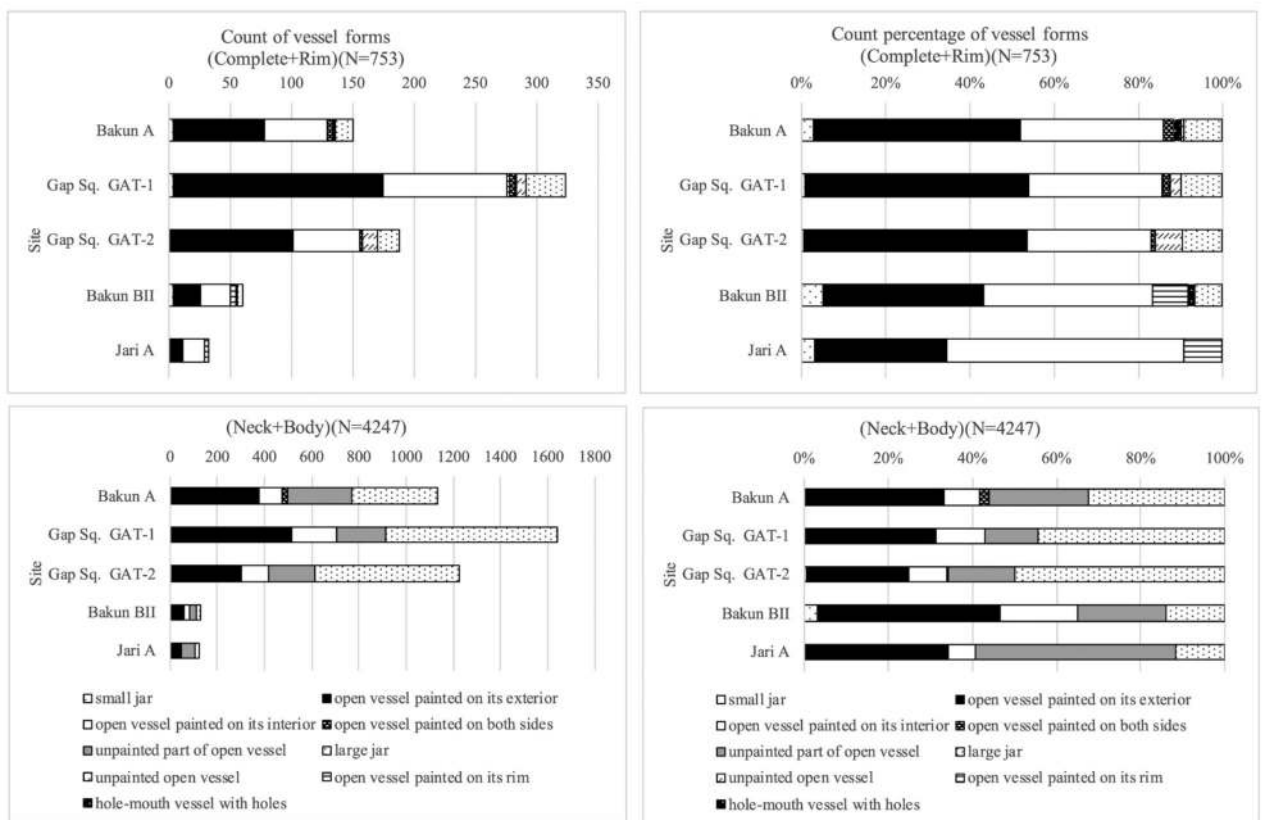 Count of vessel forms
(Complete+Rim)(N=753)
0 50 100 150 200 250 300 350
Site
Bakun A
Gap Sq. GAT-1
Gap Sq. GAT-2
Bakun BII
Jari A
Count percentage of vessel forms
(Complete+Rim)(N=753)
0% 20% 40% 60% 80% 100%
Site
Bakun A
Gap Sq. GAT-1
Gap Sq. GAT-2
Bakun BII
Jari A
(Neck+Body)(N=4247)
0 200 400 600 800 1000 1200 1400 1600 1800
Site
Bakun A
Gap Sq. GAT-1
Gap Sq. GAT-2
Bakun BII
Jari A
small jar open vessel painted on its exterior
open vessel painted on its interior open vessel painted on both sides
unpainted part of open vessel large jar
unpainted open vessel open vessel painted on its rim
hole-mouth vessel with holes
(Neck+Body)(N=4247)
0% 20% 40% 60% 80% 100%
Site
Bakun A
Gap Sq. GAT-1
Gap Sq. GAT-2
Bakun BII
Jari A
small jar open vessel painted on its exterior
open vessel painted on its interior open vessel painted on both sides
unpainted part of open vessel large jar
unpainted open vessel open vessel painted on its rim
hole-mouth vessel with holes